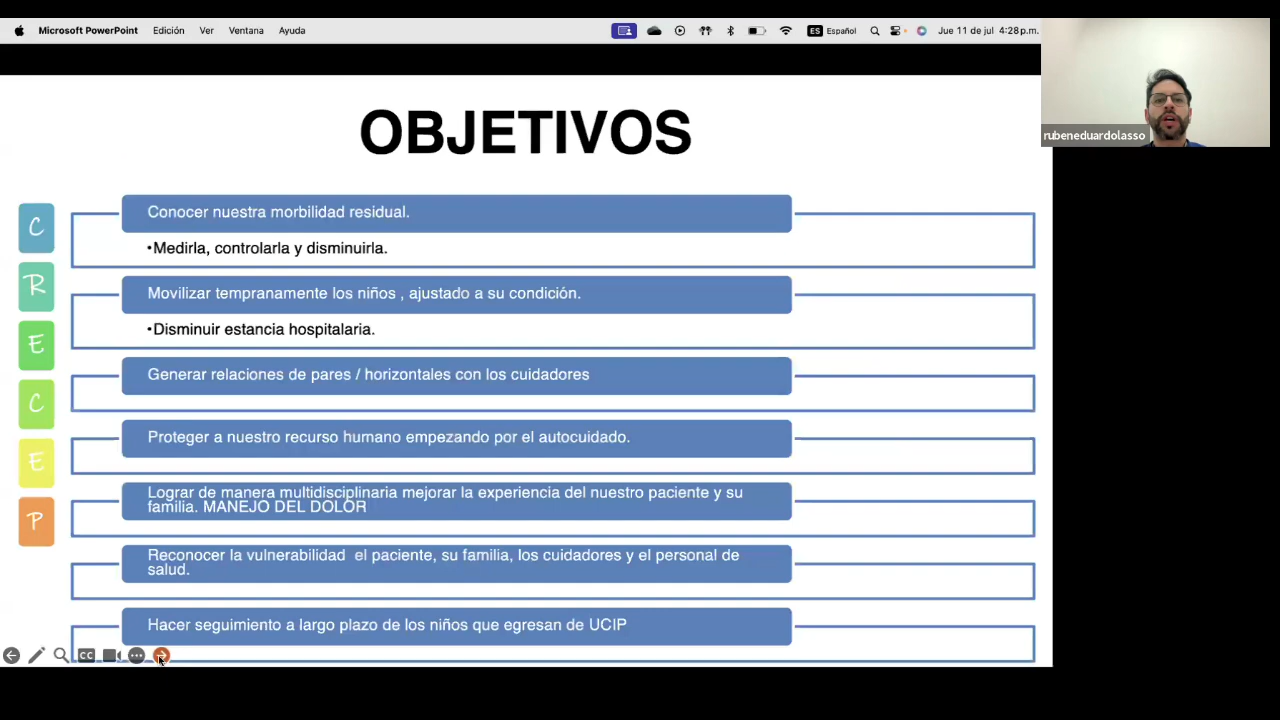 Microsoft PowerPoint Edición Ver Ventana Ayuda ES Español Jue 11 de jul 4:28 p.m.
rubeneduardolasso
OBJETIVOS
C
R
E
C
E
P
Conocer nuestra morbilidad residual.
•Medirla, controlarla y disminuirla.
Movilizar tempranamente los niños , ajustado a su condición.
•Disminuir estancia hospitalaria.
Generar relaciones de pares / horizontales con los cuidadores
Proteger a nuestro recurso humano empezando por el autocuidado.
Lograr de manera multidisciplinaria mejorar la experiencia del nuestro paciente y su
familia. MANEJO DEL DOLOR
Reconocer la vulnerabilidad  el paciente, su familia, los cuidadores y el personal de
salud.
Hacer seguimiento a largo plazo de los niños que egresan de UCIP
CC